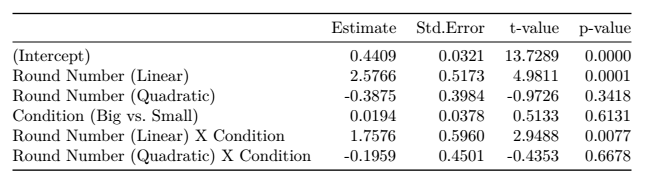 Estimate Std.Error t-value p-value
(Intercept) 0.4409 0.0321 13.7289 0.0000
Round Number (Linear) 2.5766 0.5173 4.9811 0.0001
Round Number (Quadratic) -0.3875 0.3984 -0.9726 0.3418
Condition (Big vs. Small) 0.0194 0.0378 0.5133 0.6131
Round Number (Linear) X Condition 1.7576 0.5960 2.9488 0.0077
Round Number (Quadratic) X Condition -0.1959 0.4501 -0.4353 0.6678